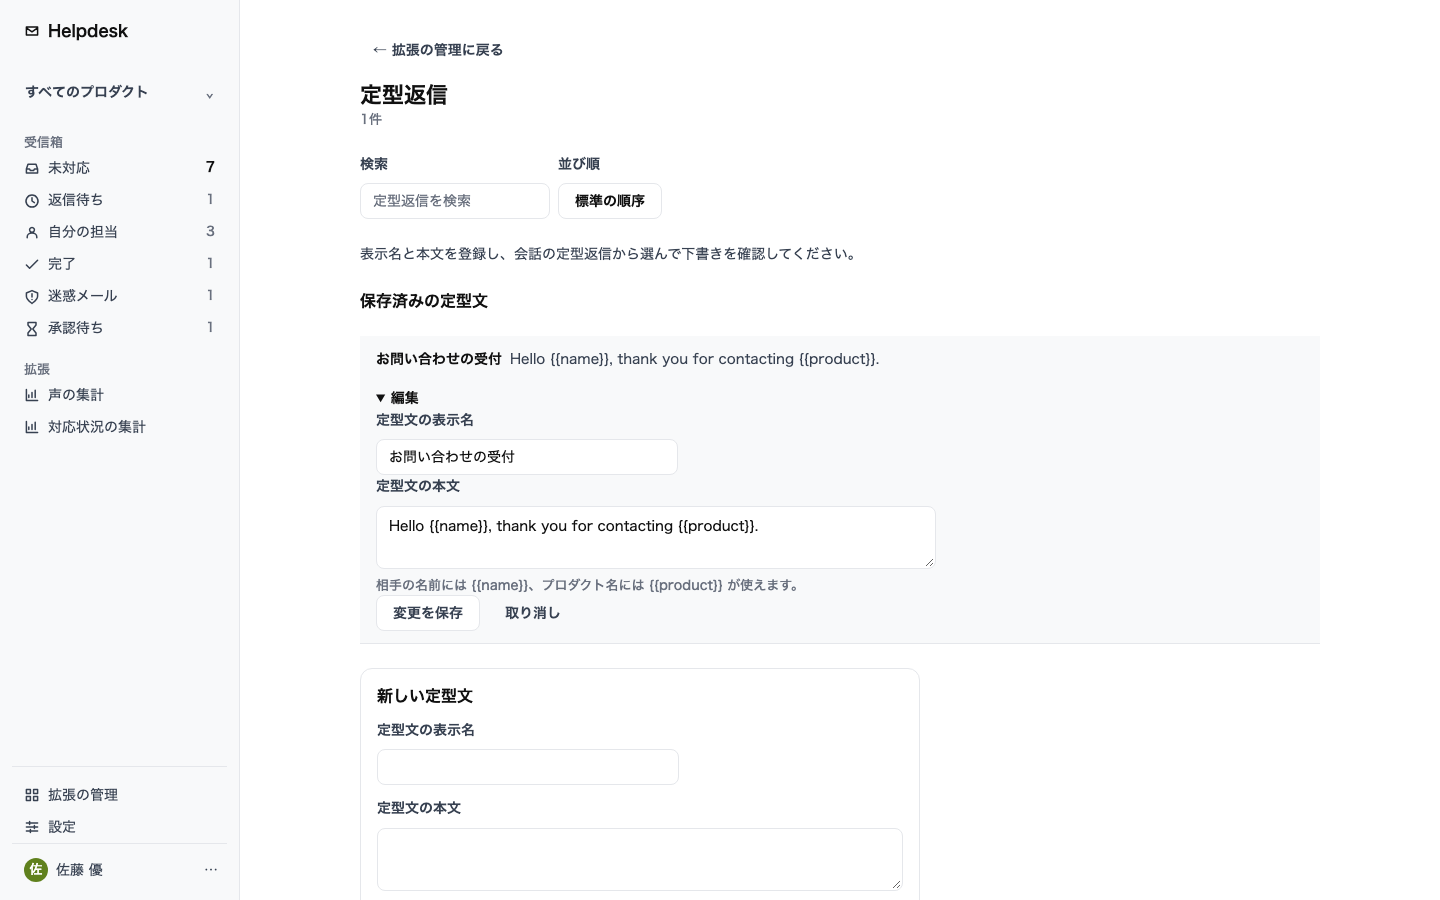 Helpdesk
すべてのプロダクト
受信箱
未対応 7
返信待ち 1
自分の担当 3
完了 1
迷惑メール 1
承認待ち 1
拡張
声の集計
対応状況の集計
拡張の管理
設定
佐 佐藤 優 …
← 拡張の管理に戻る
定型返信
1件
検索 並び順
定型返信を検索 標準の順序
表示名と本文を登録し、会話の定型返信から選んで下書きを確認してください。
保存済みの定型文
お問い合わせの受付 Hello {{name}}, thank you for contacting {{product}}.
▼ 編集
定型文の表示名
お問い合わせの受付
定型文の本文
Hello {{name}}, thank you for contacting {{product}}.
相手の名前には {{name}}、プロダクト名には {{product}} が使えます。
変更を保存 取り消し
新しい定型文
定型文の表示名
定型文の本文